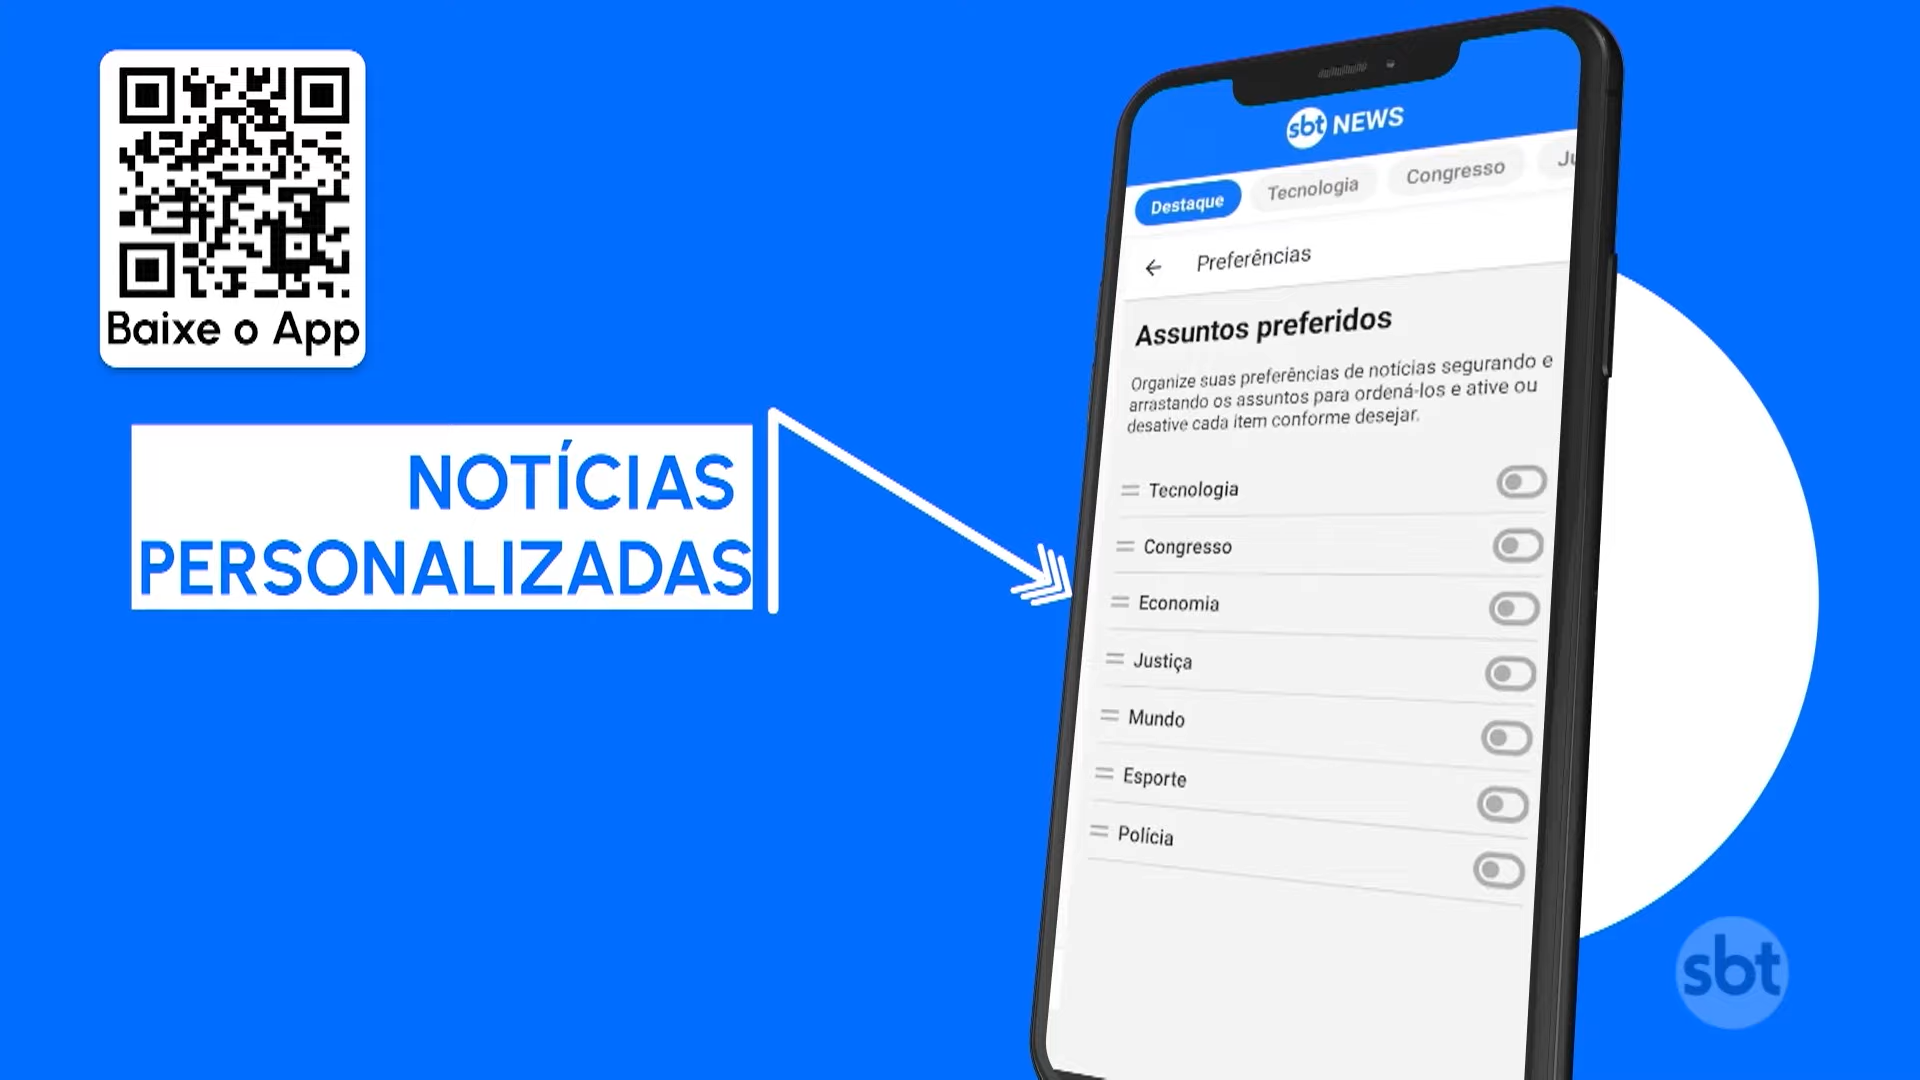 Baixe o App
NOTÍCIAS
PERSONALIZADAS
sbt NEWS
Destaque
Tecnologia
Congresso
Preferências
Assuntos preferidos
Organize suas preferências de notícias segurando e
arrastando os assuntos para ordená-los e ative ou
desative cada item conforme desejar.
Tecnologia
Congresso
Economia
Justiça
Mundo
Esporte
Polícia
sbt